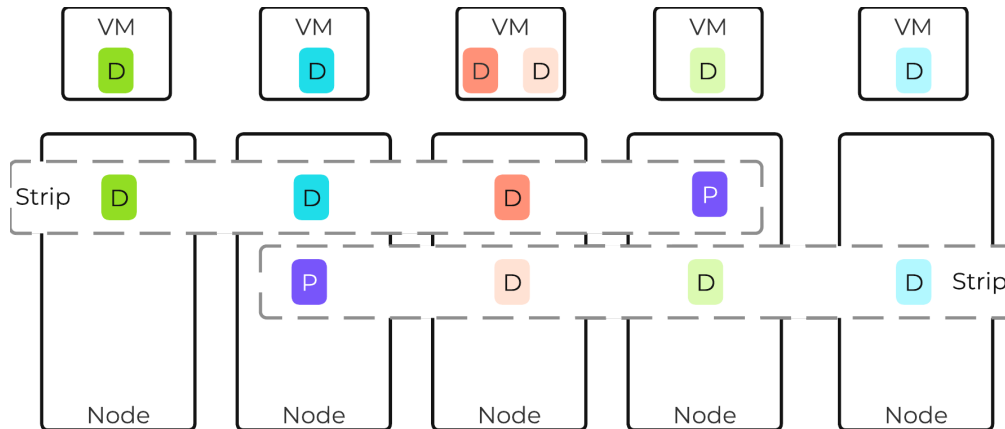 VM VM VM VM VM
D D D D D D
Strip D D D P
P D D D Strip
Node Node Node Node Node